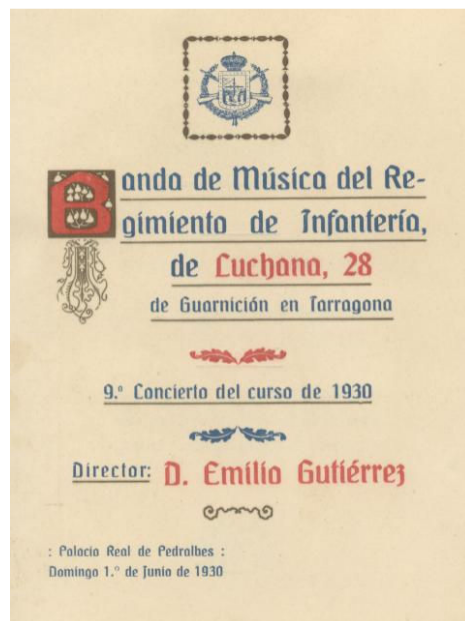 Banda de Música del Re-
gimiento de Infantería,
de Luchana, 28
de Guarnición en Tarragona
9.º Concierto del curso de 1930
Director: D. Emilio Gutiérrez
: Palacio Real de Pedralbes :
Domingo 1.º de Junio de 1930